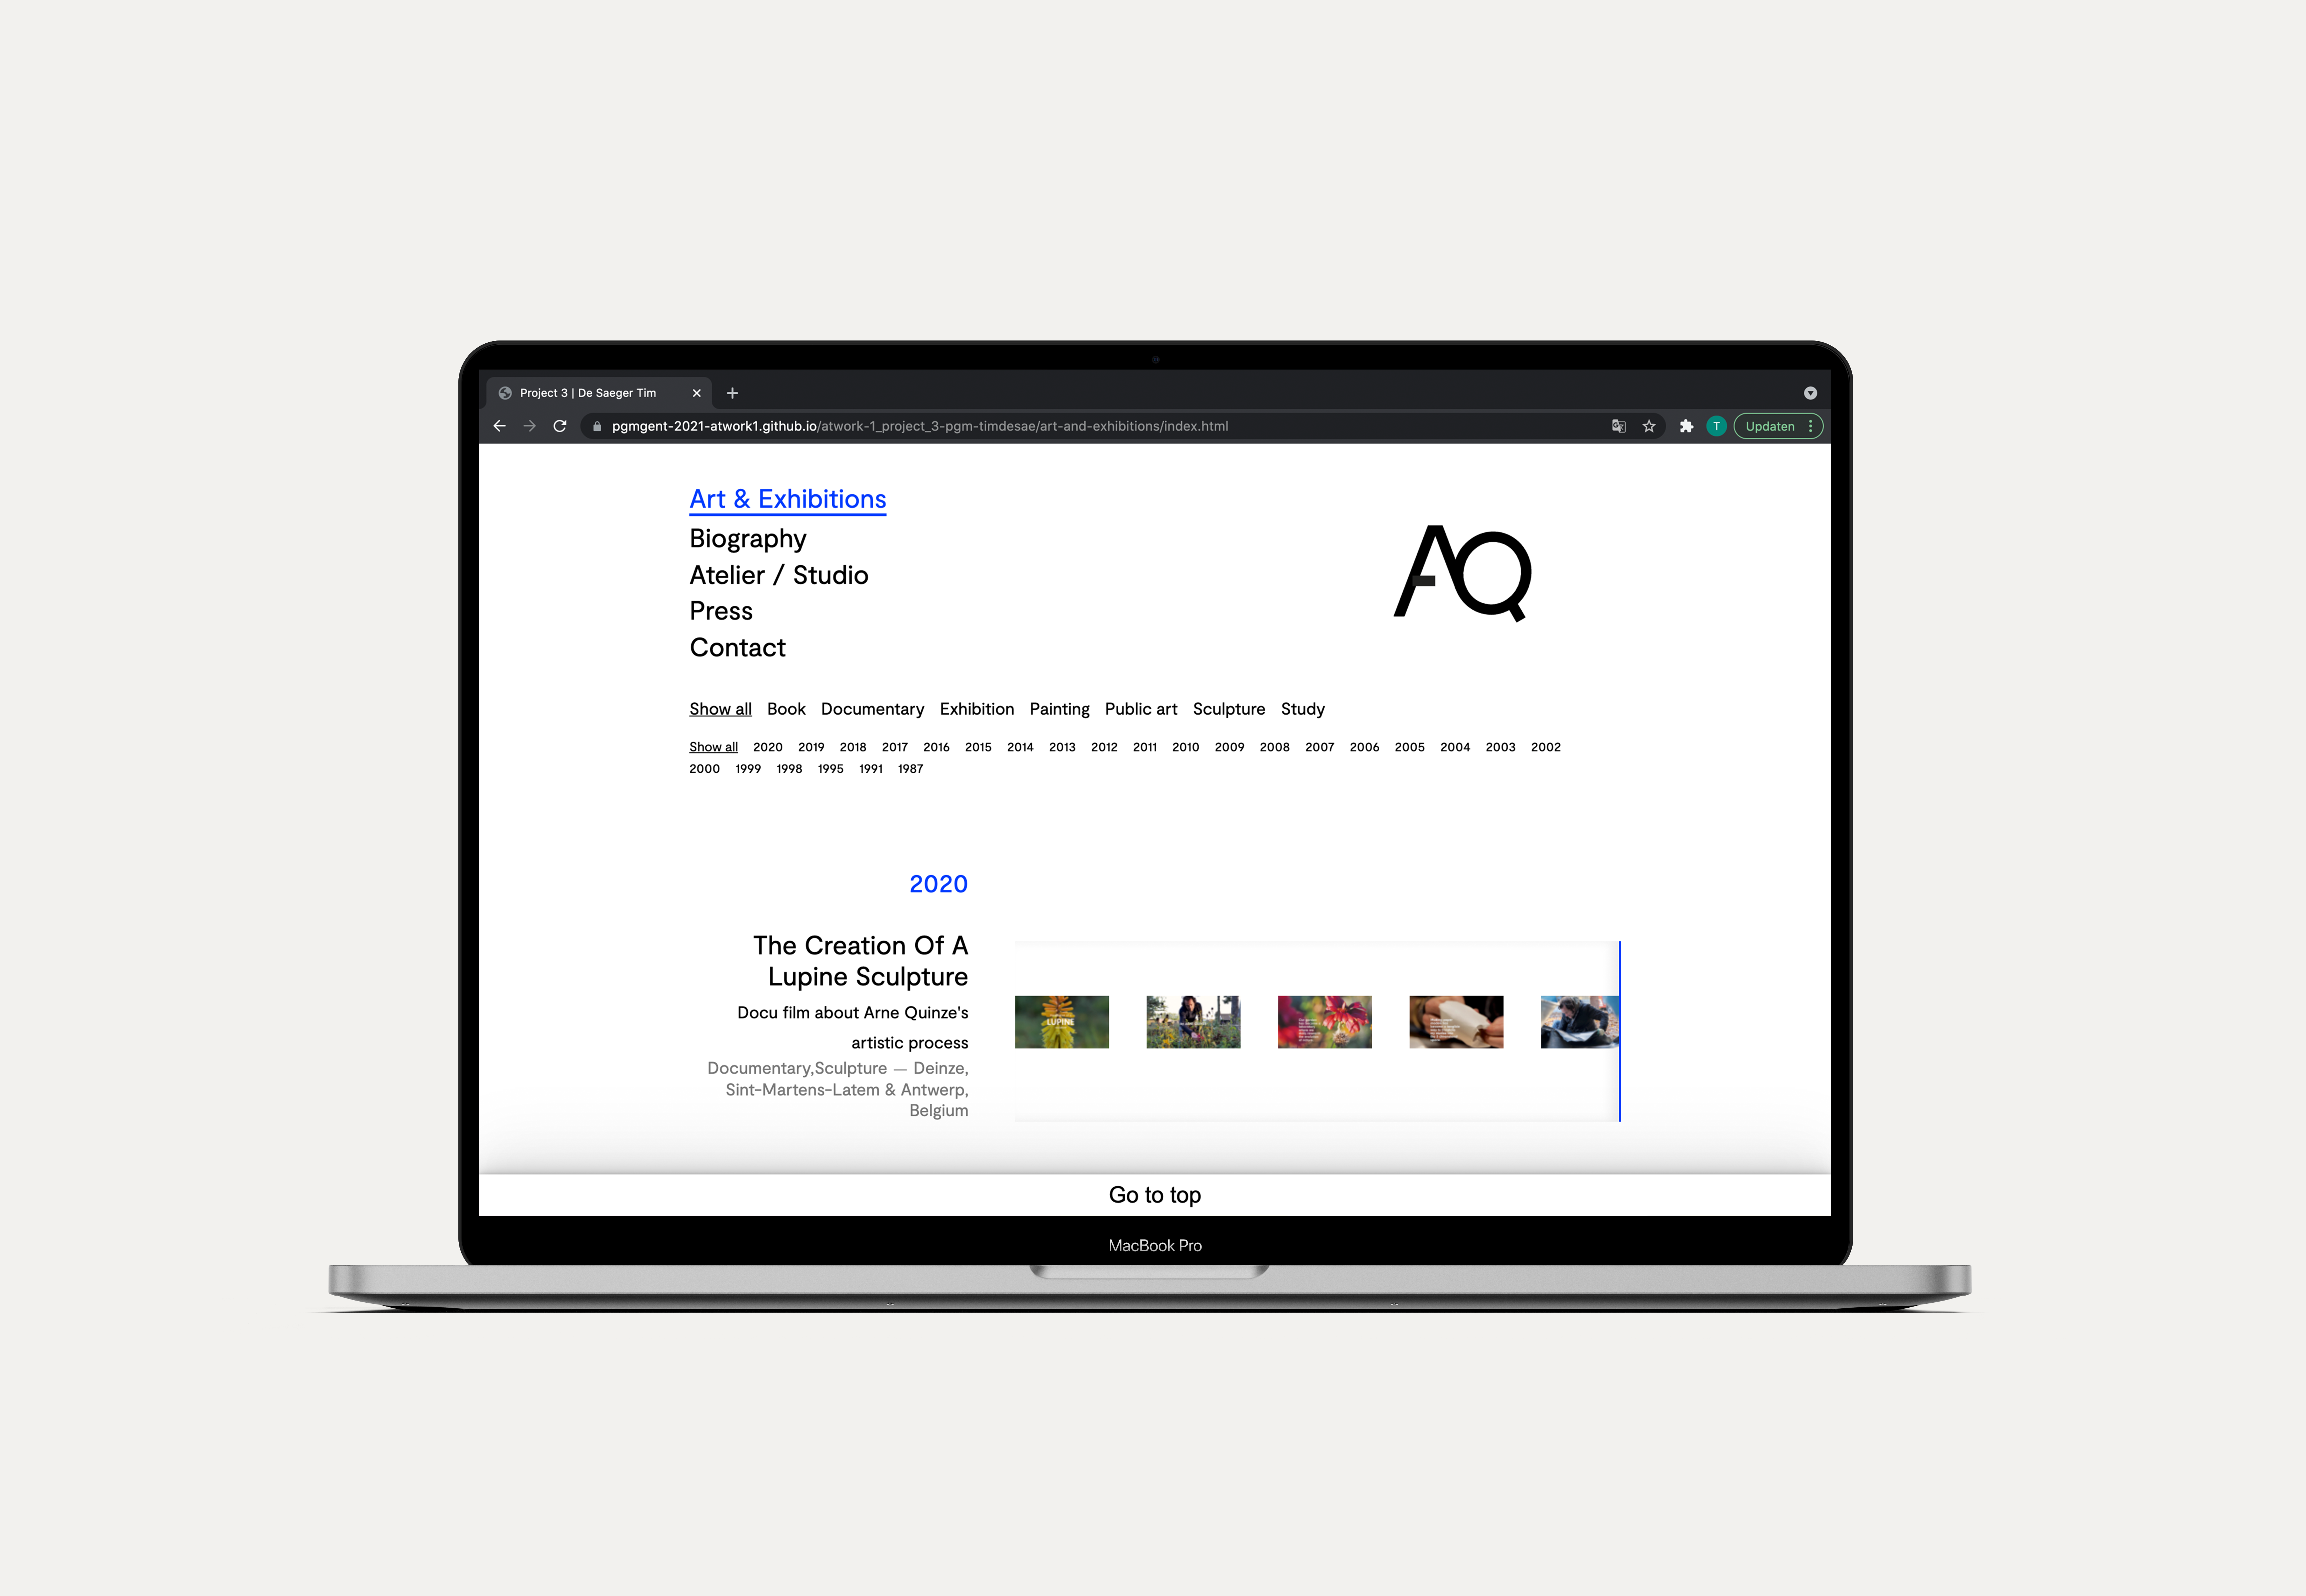 Project 3 | De Saeger Tim
pgmgent-2021-atwork1.github.io/atwork-1_project_3-pgm-timdesae/art-and-exhibitions/index.html
T
Updaten
Art & Exhibitions
Biography
Atelier / Studio
Press
Contact
AQ
Show all Book Documentary Exhibition Painting Public art Sculpture Study
Show all 2020 2019 2018 2017 2016 2015 2014 2013 2012 2011 2010 2009 2008 2007 2006 2005 2004 2003 2002
2000 1999 1998 1995 1991 1987
2020
The Creation Of A
Lupine Sculpture
Docu film about Arne Quinze's
artistic process
Documentary,Sculpture — Deinze,
Sint-Martens-Latem & Antwerp,
Belgium
LUPINE
Go to top
MacBook Pro